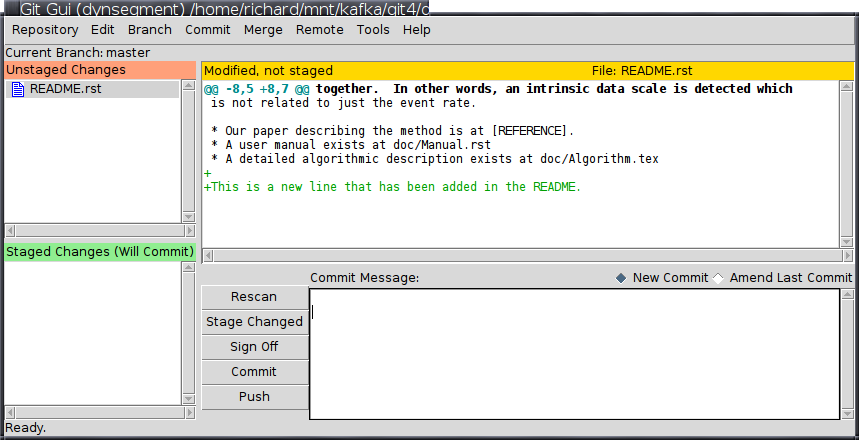 Git Gui (dynsegment) /home/richard/mnt/kafka/git4/d
Repository Edit Branch Commit Merge Remote Tools Help
Current Branch: master
Unstaged Changes
README.rst
Staged Changes (Will Commit)
Modified, not staged File: README.rst
@@ -8,5 +8,7 @@ together.  In other words, an intrinsic data scale is detected which
is not related to just the event rate.
* Our paper describing the method is at [REFERENCE].
* A user manual exists at doc/Manual.rst
* A detailed algorithmic description exists at doc/Algorithm.tex
+
+This is a new line that has been added in the README.
Commit Message: New Commit Amend Last Commit
Rescan
Stage Changed
Sign Off
Commit
Push
Ready.